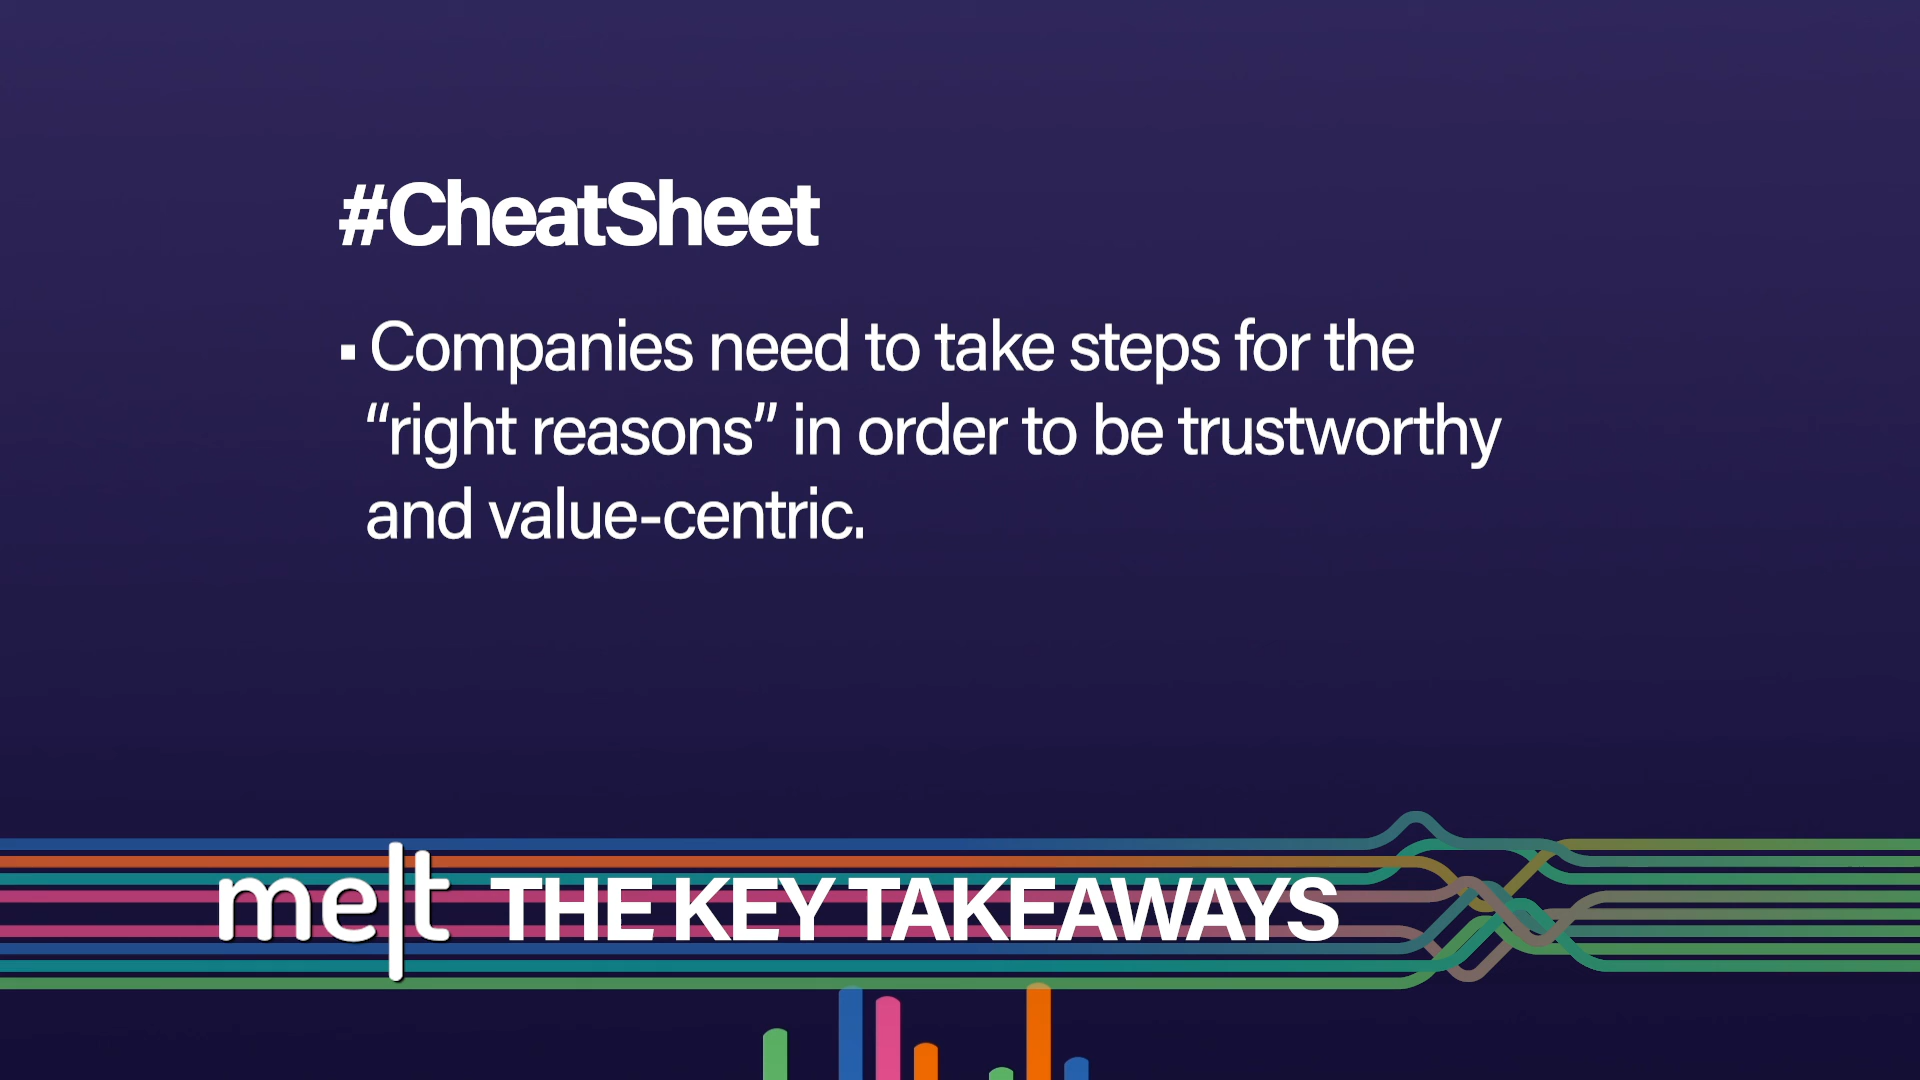 #CheatSheet
▪ Companies need to take steps for the
“right reasons” in order to be trustworthy
and value-centric.
melt THE KEY TAKEAWAYS